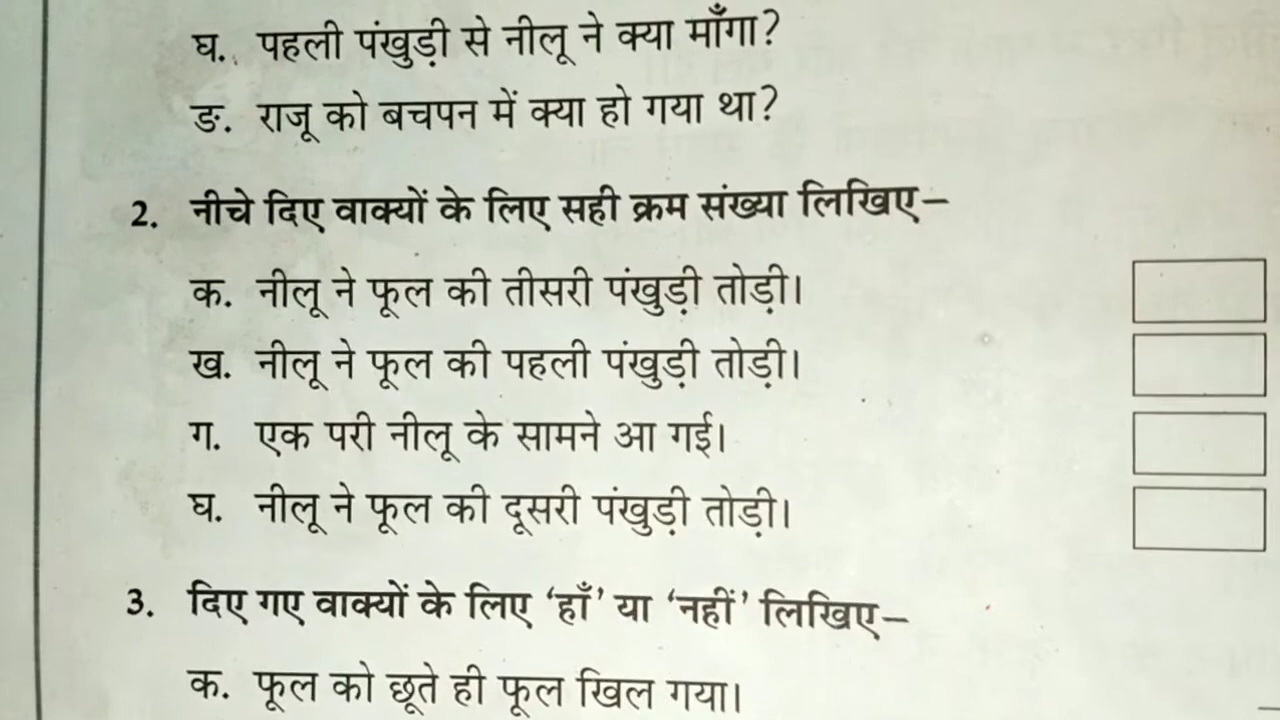 घ. पहली पंखुड़ी से नीलू ने क्या माँगा?
ङ. राजू को बचपन में क्या हो गया था?
2. नीचे दिए वाक्यों के लिए सही क्रम संख्या लिखिए–
क. नीलू ने फूल की तीसरी पंखुड़ी तोड़ी।
ख. नीलू ने फूल की पहली पंखुड़ी तोड़ी।
ग. एक परी नीलू के सामने आ गई।
घ. नीलू ने फूल की दूसरी पंखुड़ी तोड़ी।
3. दिए गए वाक्यों के लिए ‘हाँ’ या ‘नहीं’ लिखिए–
क. फूल को छूते ही फूल खिल गया।